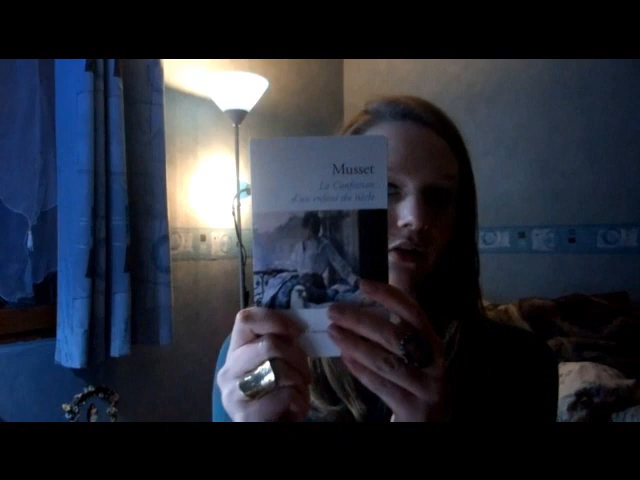 Musset
La Confession
d'un enfant du siècle